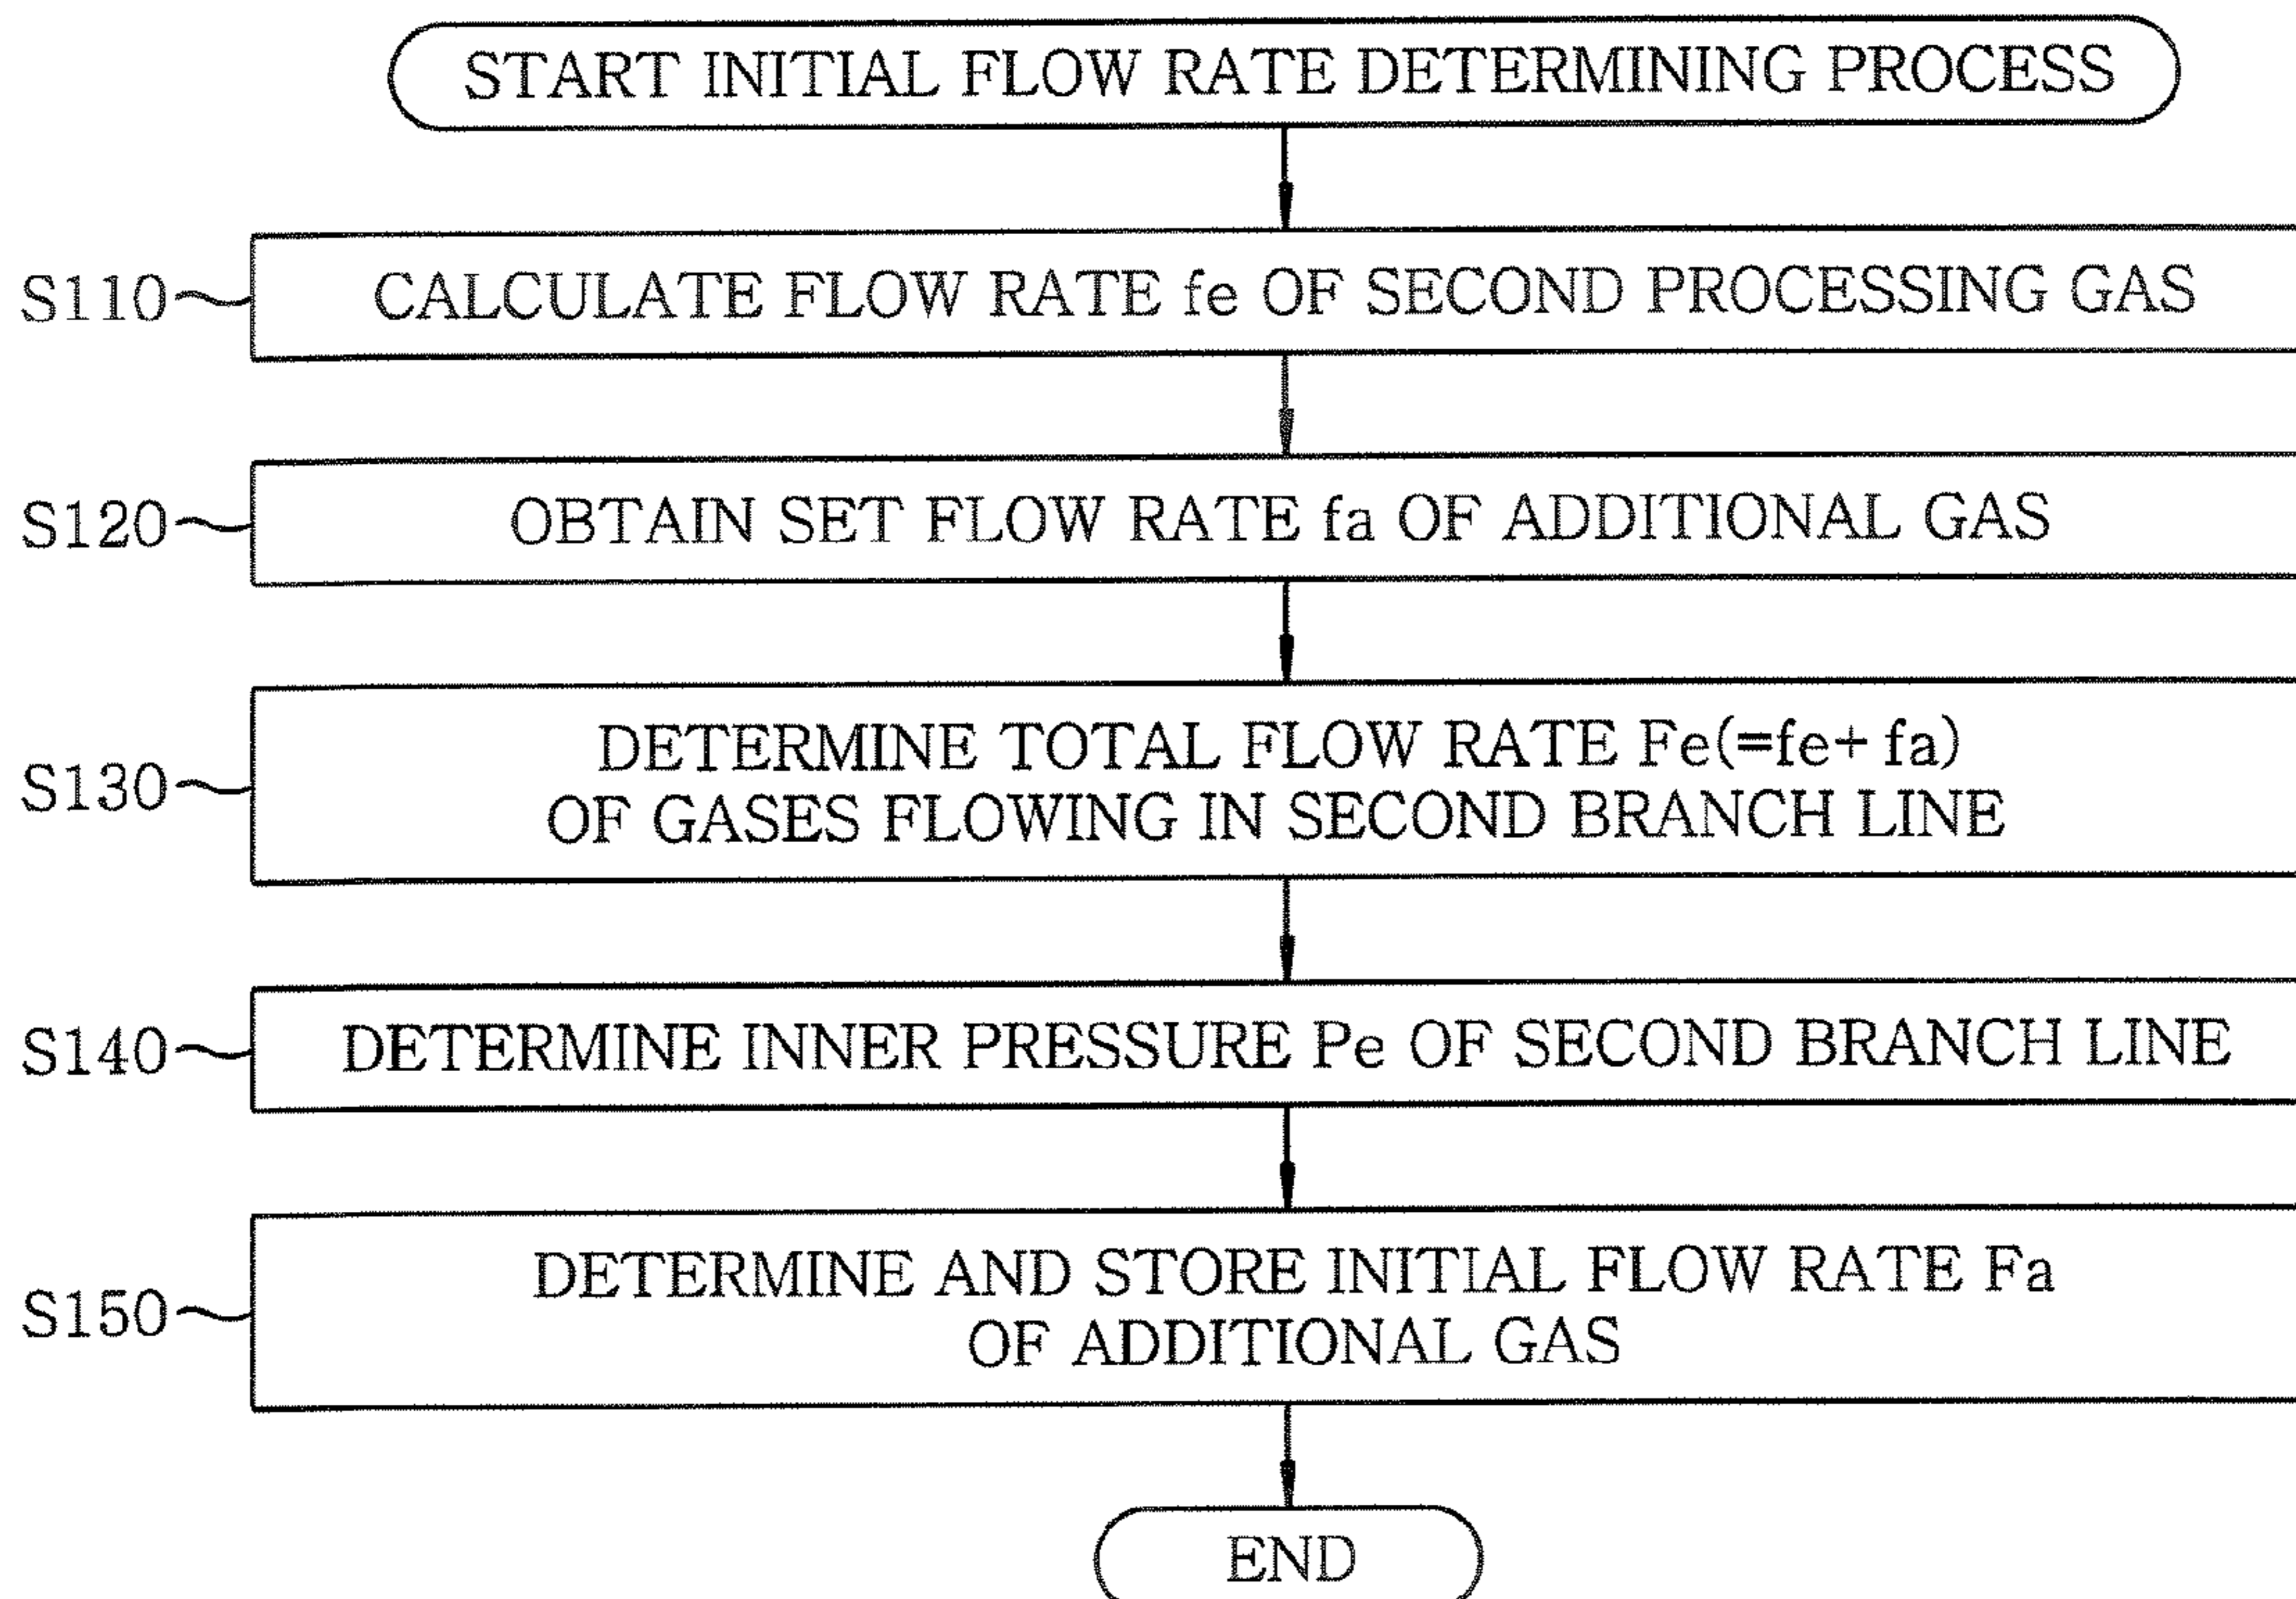 START INITIAL FLOW RATE DETERMINING PROCESS
S110 CALCULATE FLOW RATE fe OF SECOND PROCESSING GAS
S120 OBTAIN SET FLOW RATE fa OF ADDITIONAL GAS
S130 DETERMINE TOTAL FLOW RATE Fe(=fe+ fa)
OF GASES FLOWING IN SECOND BRANCH LINE
S140 DETERMINE INNER PRESSURE Pe OF SECOND BRANCH LINE
S150 DETERMINE AND STORE INITIAL FLOW RATE Fa
OF ADDITIONAL GAS
END